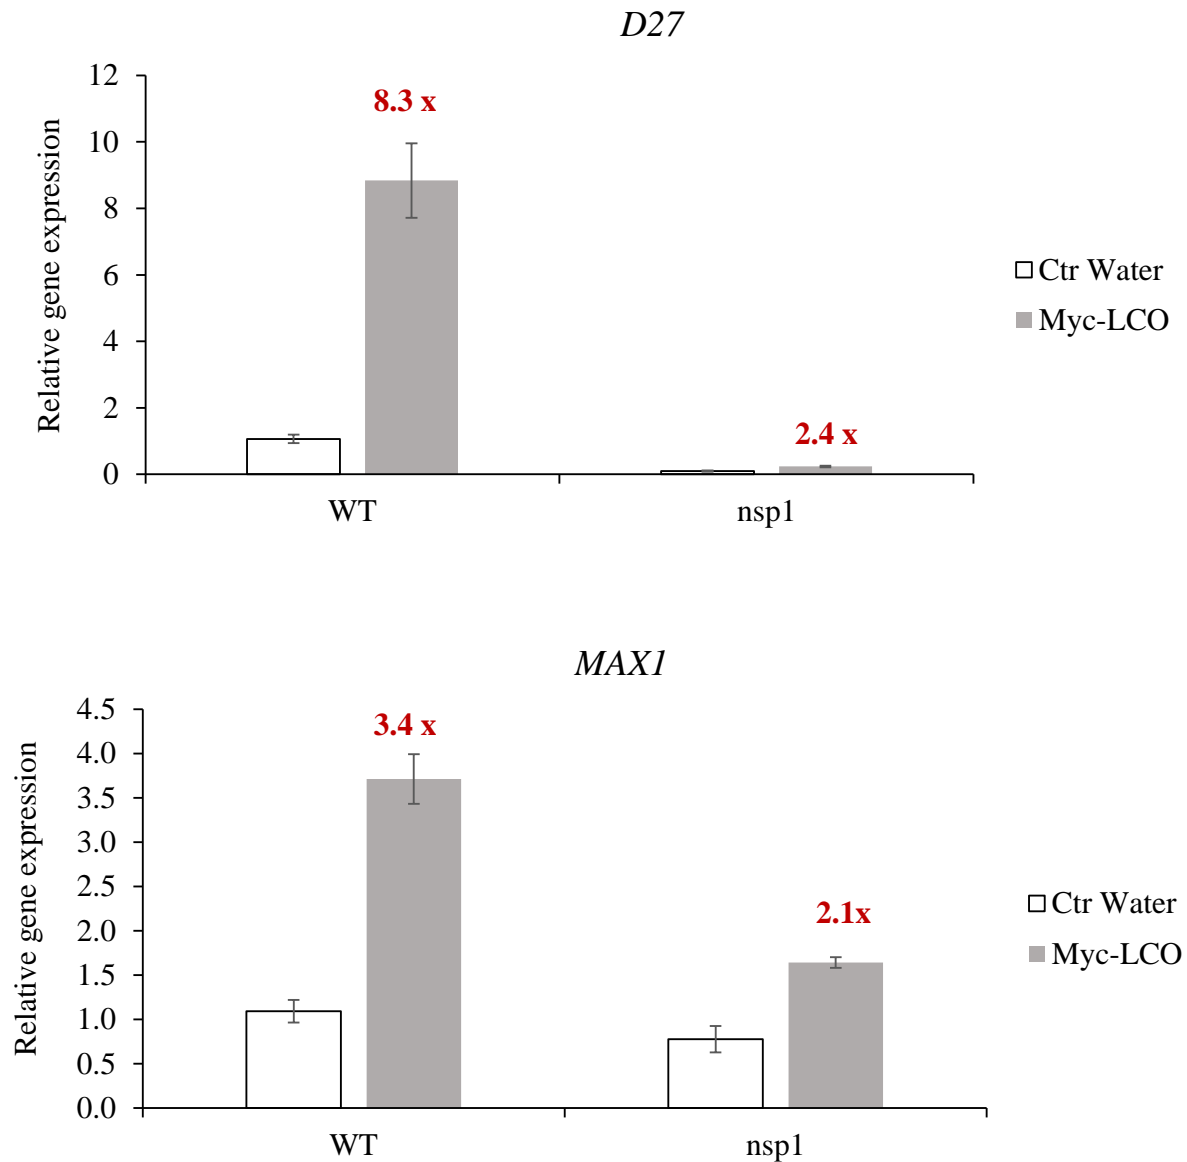 D27
Relative gene expression
12
10
8
6
4
2
0
8.3 x
2.4 x
WT
nsp1
Ctr Water
Myc-LCO
MAX1
Relative gene expression
4.5
4.0
3.5
3.0
2.5
2.0
1.5
1.0
0.5
0.0
3.4 x
2.1x
WT
nsp1
Ctr Water
Myc-LCO